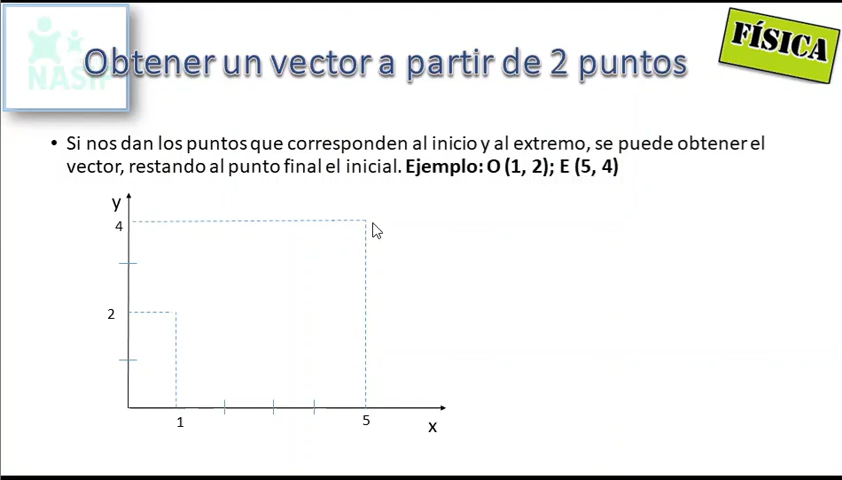 FÍSICA
NASIP
Obtener un vector a partir de 2 puntos
• Si nos dan los puntos que corresponden al inicio y al extremo, se puede obtener el
vector, restando al punto final el inicial. Ejemplo: O (1, 2); E (5, 4)
y
4
2
1
5
x